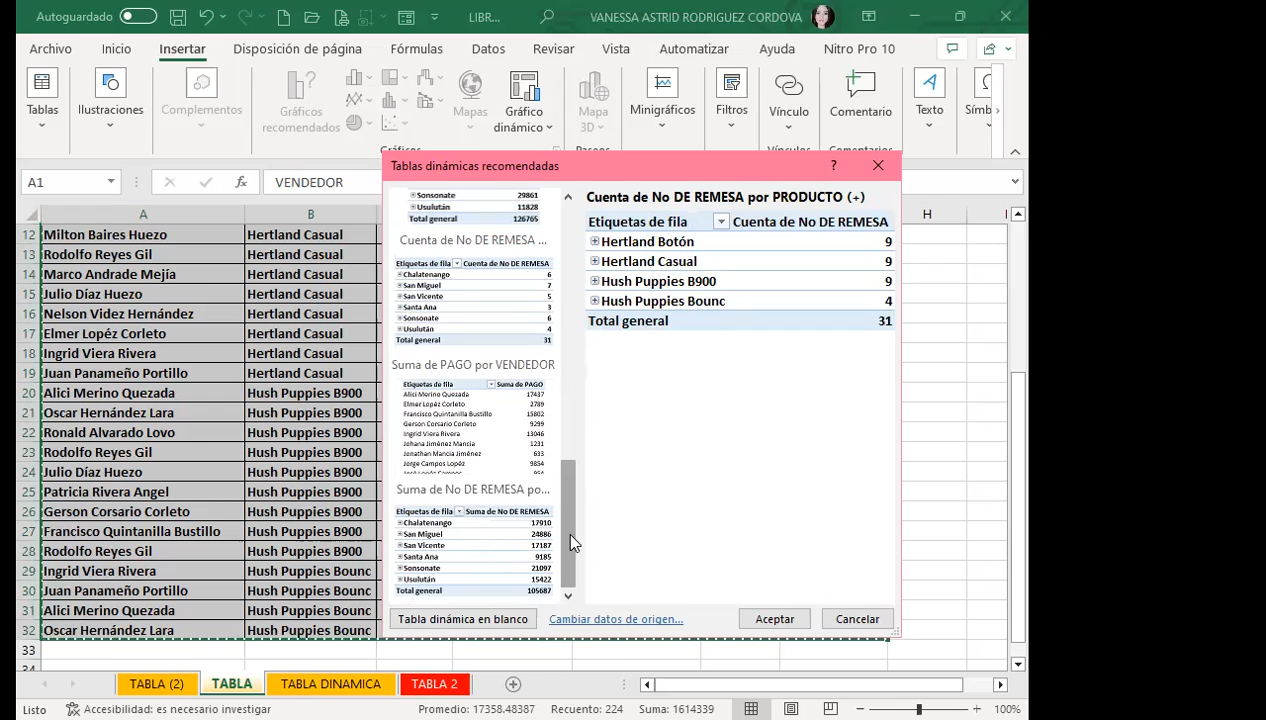 Autoguardado
LIBR...
VANESSA ASTRID RODRIGUEZ CORDOVA
Archivo Inicio Insertar Disposición de página Fórmulas Datos Revisar Vista Automatizar Ayuda Nitro Pro 10
Tablas Ilustraciones Complementos Gráficos recomendados Mapas Gráfico dinámico Mapa 3D Minigráficos Filtros Vínculo Comentario Texto Símb
Gráficos Paseos Vínculos Comentarios
A1 fx VENDEDOR
Tablas dinámicas recomendadas ?
A B H I
12 Milton Baires Huezo Hertland Casual
13 Rodolfo Reyes Gil Hertland Casual
14 Marco Andrade Mejía Hertland Casual
15 Julio Díaz Huezo Hertland Casual
16 Nelson Videz Hernández Hertland Casual
17 Elmer Lopéz Corleto Hertland Casual
18 Ingrid Viera Rivera Hertland Casual
19 Juan Panameño Portillo Hertland Casual
20 Alici Merino Quezada Hush Puppies B900
21 Oscar Hernández Lara Hush Puppies B900
22 Ronald Alvarado Lovo Hush Puppies B900
23 Rodolfo Reyes Gil Hush Puppies B900
24 Julio Díaz Huezo Hush Puppies B900
25 Patricia Rivera Angel Hush Puppies B900
26 Gerson Corsario Corleto Hush Puppies B900
27 Francisco Quintanilla Bustillo Hush Puppies B900
28 Rodolfo Reyes Gil Hush Puppies B900
29 Ingrid Viera Rivera Hush Puppies Bounc
30 Juan Panameño Portillo Hush Puppies Bounc
31 Alici Merino Quezada Hush Puppies Bounc
32 Oscar Hernández Lara Hush Puppies Bounc
33
34
Sonsonate 29861
Usulután 11828
Total general 126765
Cuenta de No DE REMESA ...
Etiquetas de fila Cuenta de No DE REMESA
Chalatenango 6
San Miguel 7
San Vicente 5
Santa Ana 3
Sonsonate 6
Usulután 4
Total general 31
Suma de PAGO por VENDEDOR
Etiquetas de fila Suma de PAGO
Alici Merino Quezada 17437
Elmer Lopéz Corleto 2789
Francisco Quintanilla Bustillo 15802
Gerson Corsario Corleto 9299
Ingrid Viera Rivera 13046
Johana Jiménez Mancia 1231
Jonathan Mancia Jiménez 633
Jorge Campos Lopéz 9854
Suma de No DE REMESA po...
Etiquetas de fila Suma de No DE REMESA
Chalatenango 17910
San Miguel 24886
San Vicente 17187
Santa Ana 9185
Sonsonate 21097
Usulután 15422
Total general 105687
Cuenta de No DE REMESA por PRODUCTO (+)
Etiquetas de fila Cuenta de No DE REMESA
Hertland Botón 9
Hertland Casual 9
Hush Puppies B900 9
Hush Puppies Bounc 4
Total general 31
Tabla dinámica en blanco Cambiar datos de origen... Aceptar Cancelar
TABLA (2) TABLA TABLA DINAMICA TABLA 2
Listo Accesibilidad: es necesario investigar Promedio: 17358.48387 Recuento: 224 Suma: 1614339 100%